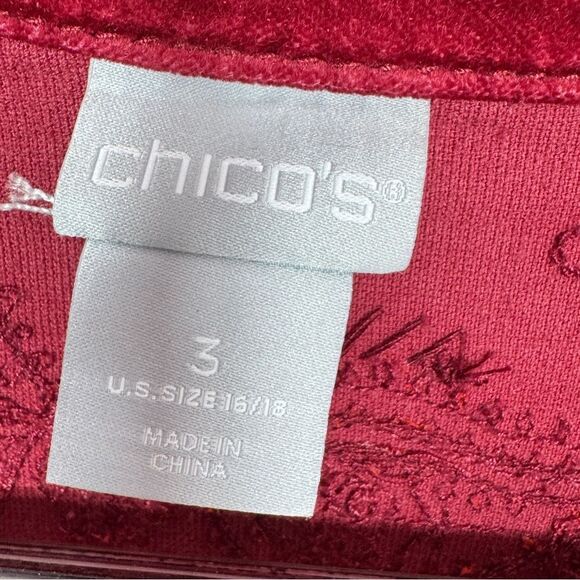 chico's®
3
U.S. SIZE 16/18
MADE IN
CHINA